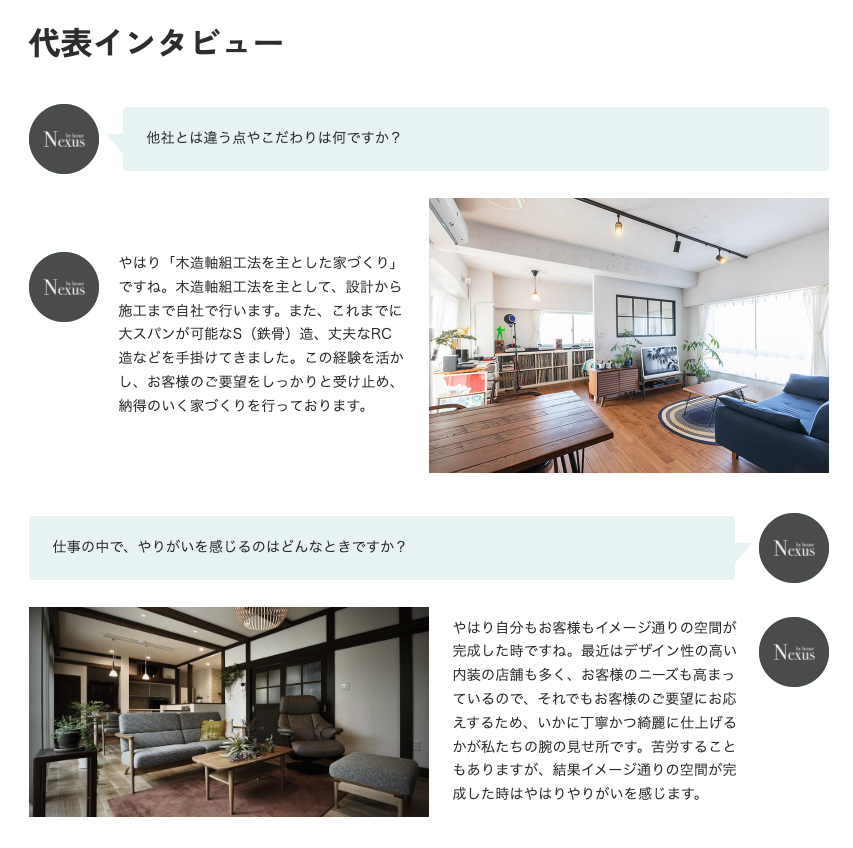 代表インタビュー
by house
Nexus
他社とは違う点やこだわりは何ですか？
by house
Nexus
やはり「木造軸組工法を主とした家づくり」
ですね。木造軸組工法を主として、設計から
施工まで自社で行います。また、これまでに
大スパンが可能なS（鉄骨）造、丈夫なRC
造などを手掛けてきました。この経験を活か
し、お客様のご要望をしっかりと受け止め、
納得のいく家づくりを行っております。
仕事の中で、やりがいを感じるのはどんなときですか？
by house
Nexus
やはり自分もお客様もイメージ通りの空間が
完成した時ですね。最近はデザイン性の高い
内装の店舗も多く、お客様のニーズも高まっ
ているので、それでもお客様のご要望にお応
えするため、いかに丁寧かつ綺麗に仕上げる
かが私たちの腕の見せ所です。苦労すること
もありますが、結果イメージ通りの空間が完
成した時はやはりやりがいを感じます。
by house
Nexus